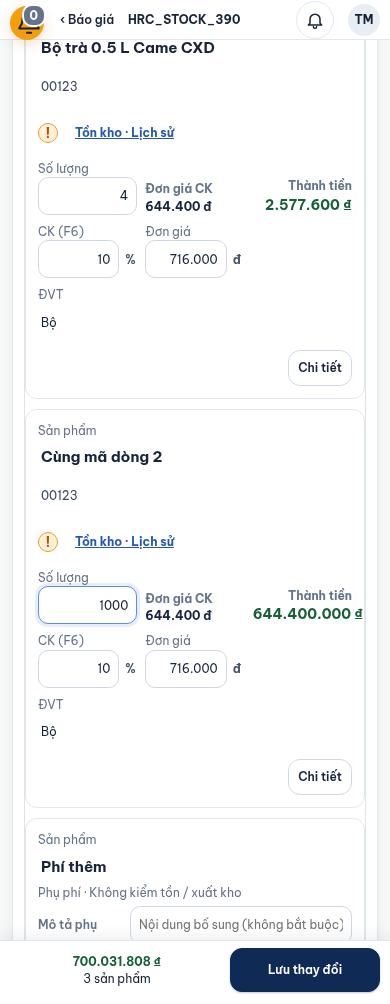 0
‹ Báo giá HRC_STOCK_390
TM
Bộ trà 0.5 L Came CXD
00123
! Tồn kho · Lịch sử
Số lượng
4
Đơn giá CK
644.400 đ
Thành tiền
2.577.600 ₫
CK (F6)
10 %
Đơn giá
716.000 đ
ĐVT
Bộ
Chi tiết
Sản phẩm
Cùng mã dòng 2
00123
! Tồn kho · Lịch sử
Số lượng
1000
Đơn giá CK
644.400 đ
Thành tiền
644.400.000 ₫
CK (F6)
10 %
Đơn giá
716.000 đ
ĐVT
Bộ
Chi tiết
Sản phẩm
Phí thêm
Phụ phí · Không kiểm tồn / xuất kho
Mô tả phụ
Nội dung bổ sung (không bắt buộc)
700.031.808 ₫
3 sản phẩm
Lưu thay đổi